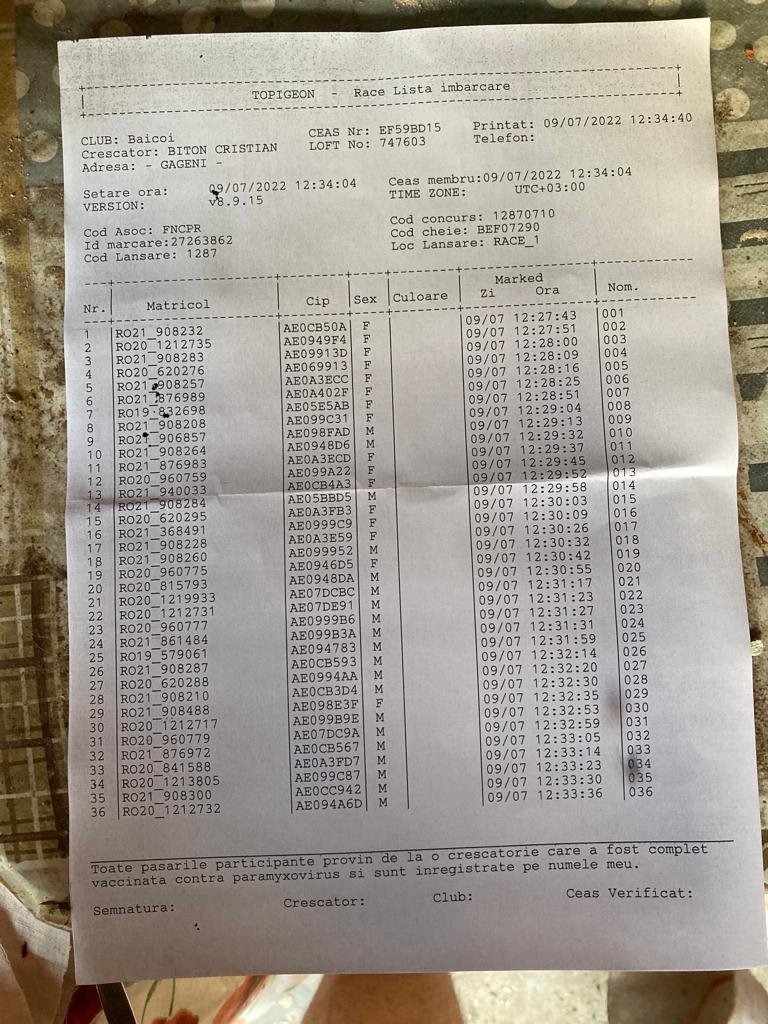 TOPIGEON - Race Lista imbarcare
CLUB: Baicoi CEAS Nr: EF59BD15 Printat: 09/07/2022 12:34:40
Crescator: BITON CRISTIAN LOFT No: 747603 Telefon:
Adresa: - GAGENI -
Setare ora: 09/07/2022 12:34:04 Ceas membru:09/07/2022 12:34:04
VERSION: v8.9.15 TIME ZONE: UTC+03:00
Cod Asoc: FNCPR Cod concurs: 12870710
Id marcare:27263862 Cod cheie: BEF07290
Cod Lansare: 1287 Loc Lansare: RACE_1
Marked
Nr. Matricol Cip Sex Culoare Zi Ora Nom.
1 RO21_908232 AE0CB50A F 09/07 12:27:43 001
2 RO20_1212735 AE0949F4 F 09/07 12:27:51 002
3 RO21_908283 AE09913D F 09/07 12:28:00 003
4 RO20_620276 AE069913 F 09/07 12:28:09 004
5 RO21_908257 AE0A3ECC F 09/07 12:28:16 005
6 RO21_876989 AE0A402F F 09/07 12:28:25 006
7 RO19_832698 AE05E5AB F 09/07 12:28:51 007
8 RO21_908208 AE099C31 F 09/07 12:29:04 008
9 RO21_906857 AE098FAD M 09/07 12:29:13 009
10 RO21_908264 AE0948D6 M 09/07 12:29:32 010
11 RO21_876983 AE0A3ECD F 09/07 12:29:37 011
12 RO20_960759 AE099A22 F 09/07 12:29:45 012
13 RO21_940033 AE0CB4A3 F 09/07 12:29:52 013
14 RO21_908284 AE05BBD5 M 09/07 12:29:58 014
15 RO20_620295 AE0A3FB3 F 09/07 12:30:03 015
16 RO21_368491 AE0999C9 F 09/07 12:30:09 016
17 RO21_908228 AE0A3E59 F 09/07 12:30:26 017
18 RO21_908260 AE099952 M 09/07 12:30:32 018
19 RO20_960775 AE0946D5 F 09/07 12:30:42 019
20 RO20_815793 AE0948DA M 09/07 12:30:55 020
21 RO20_1219933 AE07DCBC M 09/07 12:31:17 021
22 RO20_1212731 AE07DE91 M 09/07 12:31:23 022
23 RO20_960777 AE0999B6 M 09/07 12:31:27 023
24 RO21_861484 AE099B3A M 09/07 12:31:31 024
25 RO19_579061 AE094783 M 09/07 12:31:59 025
26 RO21_908287 AE0CB593 M 09/07 12:32:14 026
27 RO20_620288 AE0994AA M 09/07 12:32:20 027
28 RO21_908210 AE0CB3D4 M 09/07 12:32:30 028
29 RO21_908488 AE098E3F F 09/07 12:32:35 029
30 RO20_1212717 AE099B9E M 09/07 12:32:53 030
31 RO20_960779 AE07DC9A M 09/07 12:32:59 031
32 RO21_876972 AE0CB567 M 09/07 12:33:05 032
33 RO20_841588 AE0A3FD7 M 09/07 12:33:14 033
34 RO20_1213805 AE099C87 M 09/07 12:33:23 034
35 RO21_908300 AE0CC942 M 09/07 12:33:30 035
36 RO20_1212732 AE094A6D M 09/07 12:33:36 036
Toate pasarile participante provin de la o crescatorie care a fost complet
vaccinata contra paramyxovirus si sunt inregistrate pe numele meu.
Semnatura: Crescator: Club: Ceas Verificat: